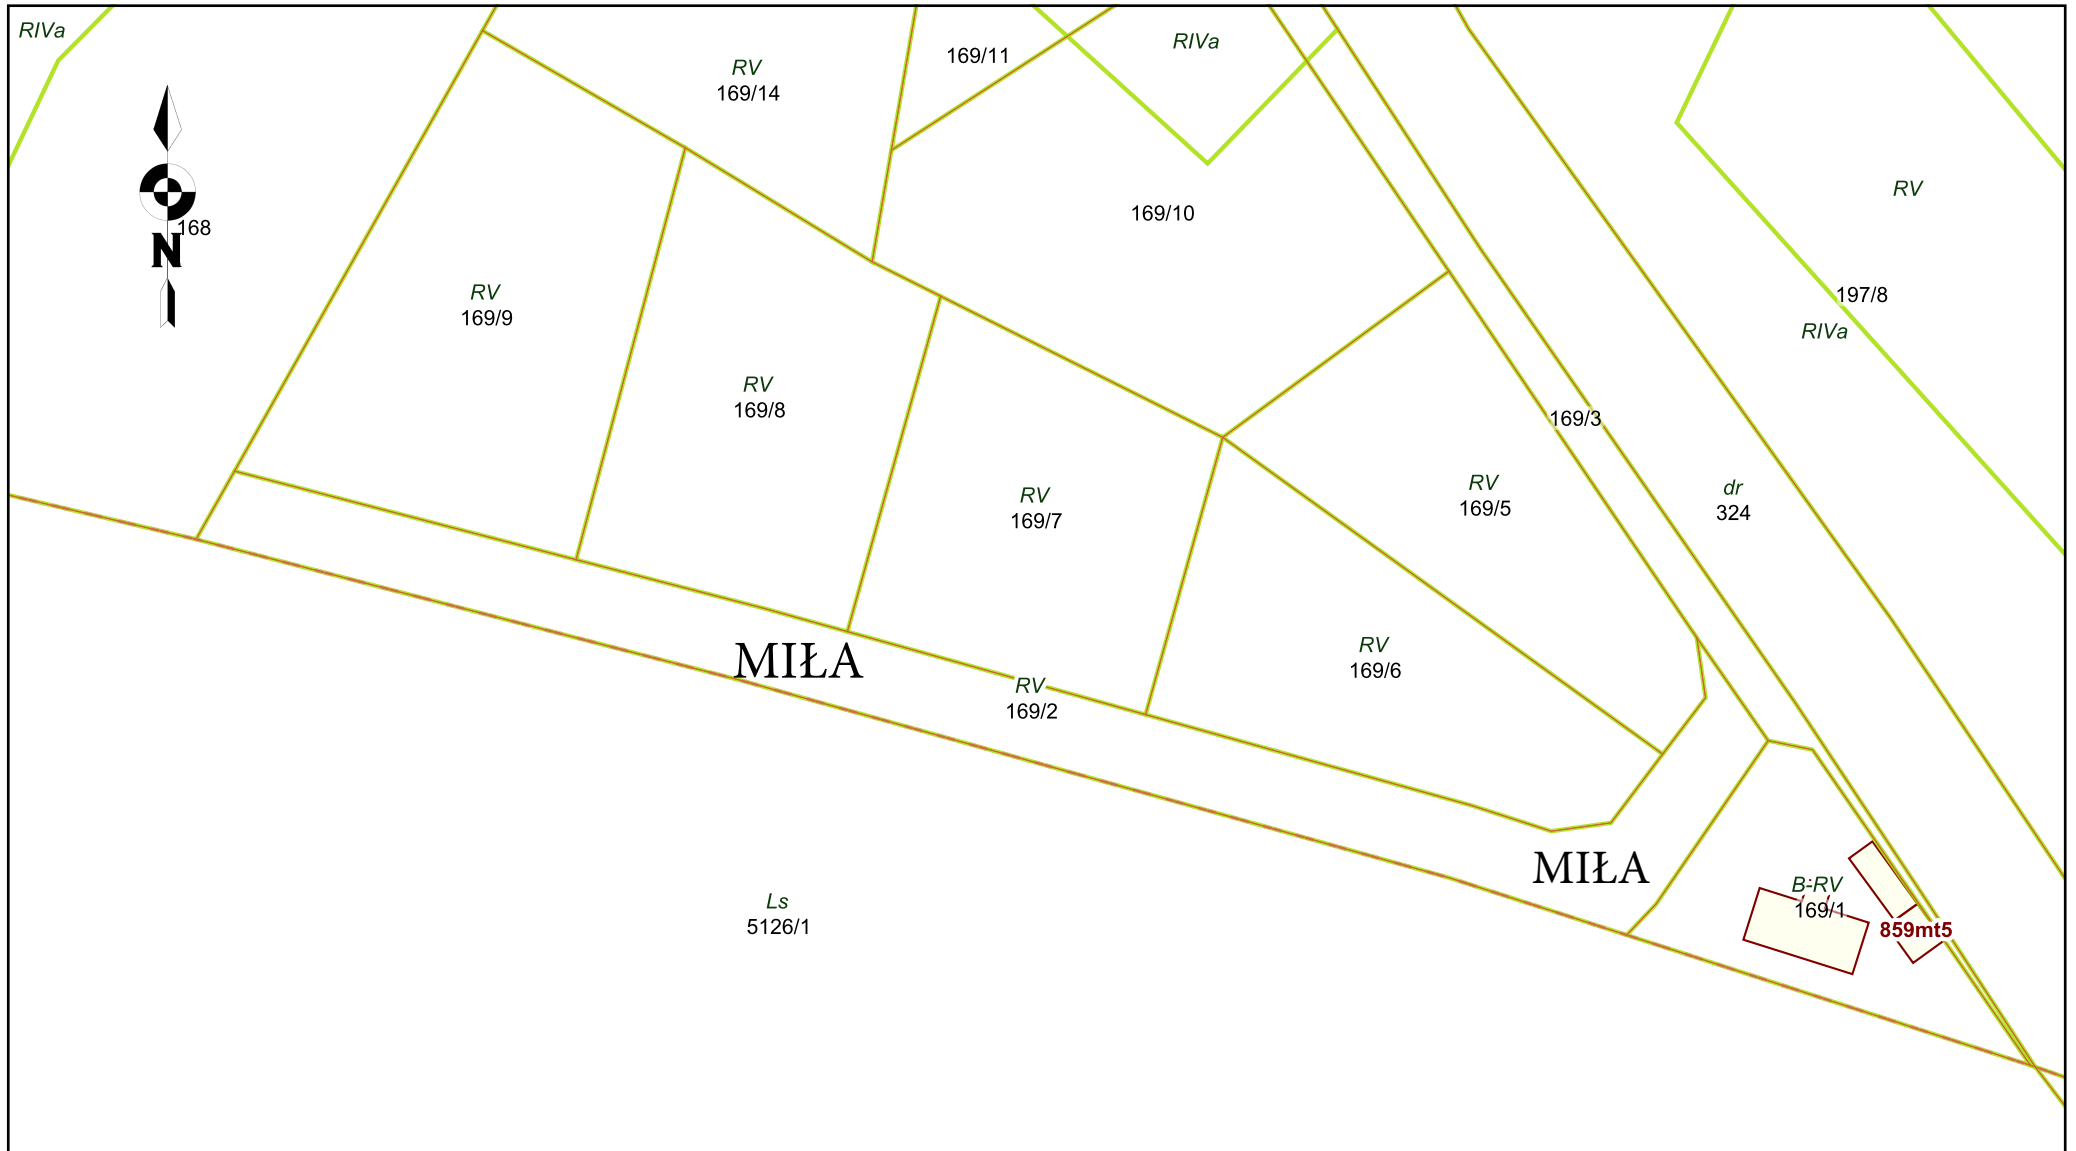 RIVa
RV
169/14
169/11
RIVa
169/10
RV
168
N
RV
169/9
197/8
RIVa
RV
169/8
169/3
RV
169/5
dr
324
RV
169/7
RV
169/6
MIŁA
RV
169/2
MIŁA
B-RV
169/1
Ls
5126/1
859mt5